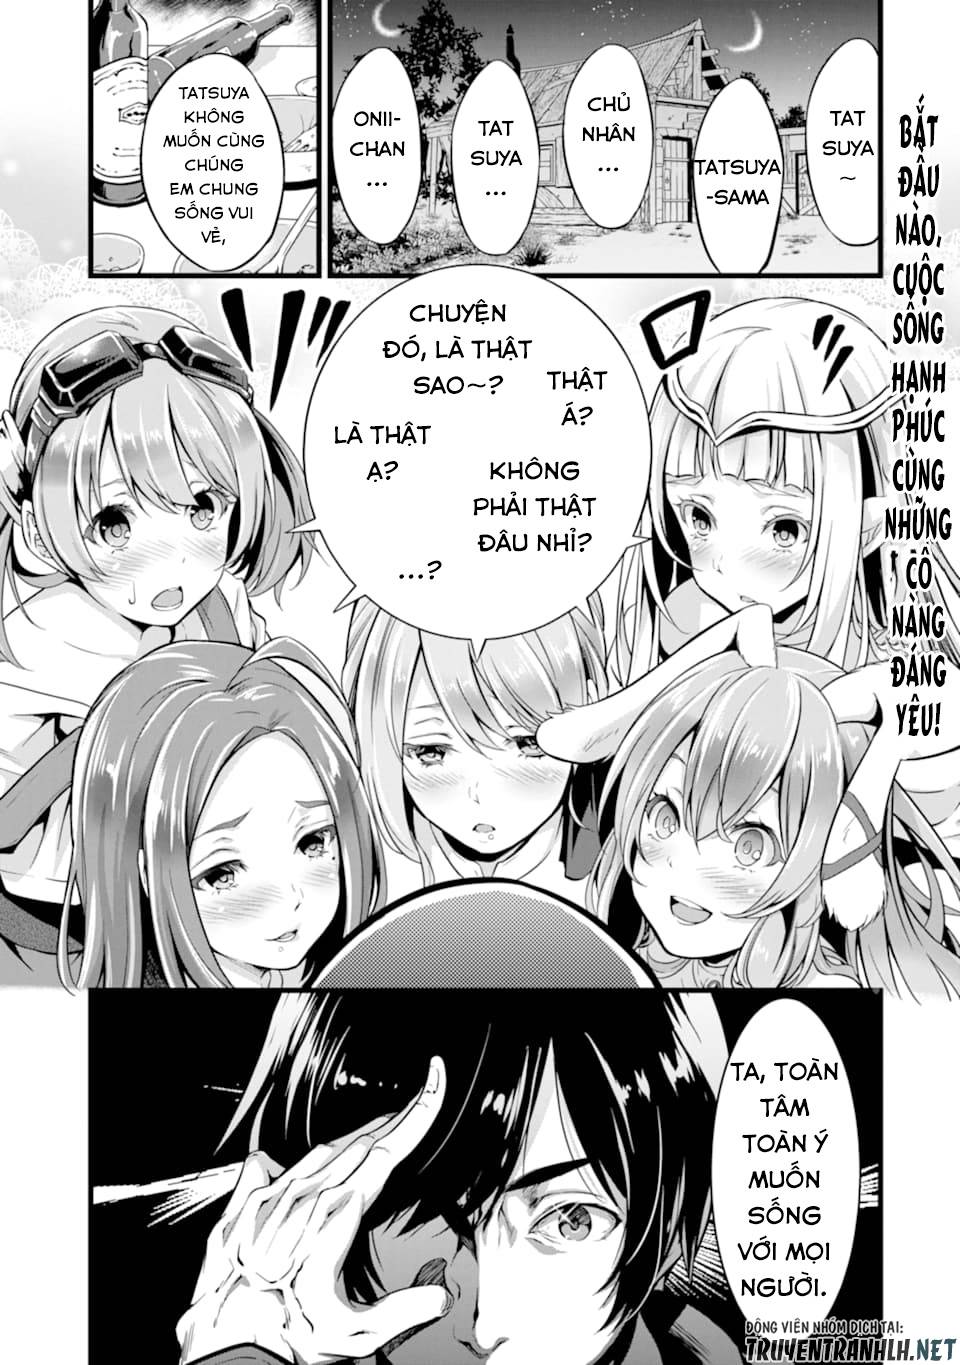 BẮT
ĐẦU
NÀO,
CUỘC
SỐNG
HẠNH
PHÚC
CÙNG
NHỮNG
CÔ
NÀNG
ĐÁNG
YÊU!
TAT
SUYA
~
TATSUYA
-SAMA
CHỦ
NHÂN
...
TAT
SUYA
...
ONII-
CHAN
...
TATSUYA
KHÔNG
MUỐN CÙNG
CHÚNG
EM CHUNG
SỐNG VUI
VẺ,
CHUYỆN
ĐÓ, LÀ THẬT
SAO~?
THẬT
Á?
LÀ THẬT
Ạ?
KHÔNG
PHẢI THẬT
ĐÂU NHỈ?
...?
TA, TOÀN
TÂM
TOÀN Ý
MUỐN
SỐNG
VỚI MỌI
NGƯỜI.
ĐỘNG VIÊN NHÓM DỊCH TẠI:
TRUYENTRANHLH.NET